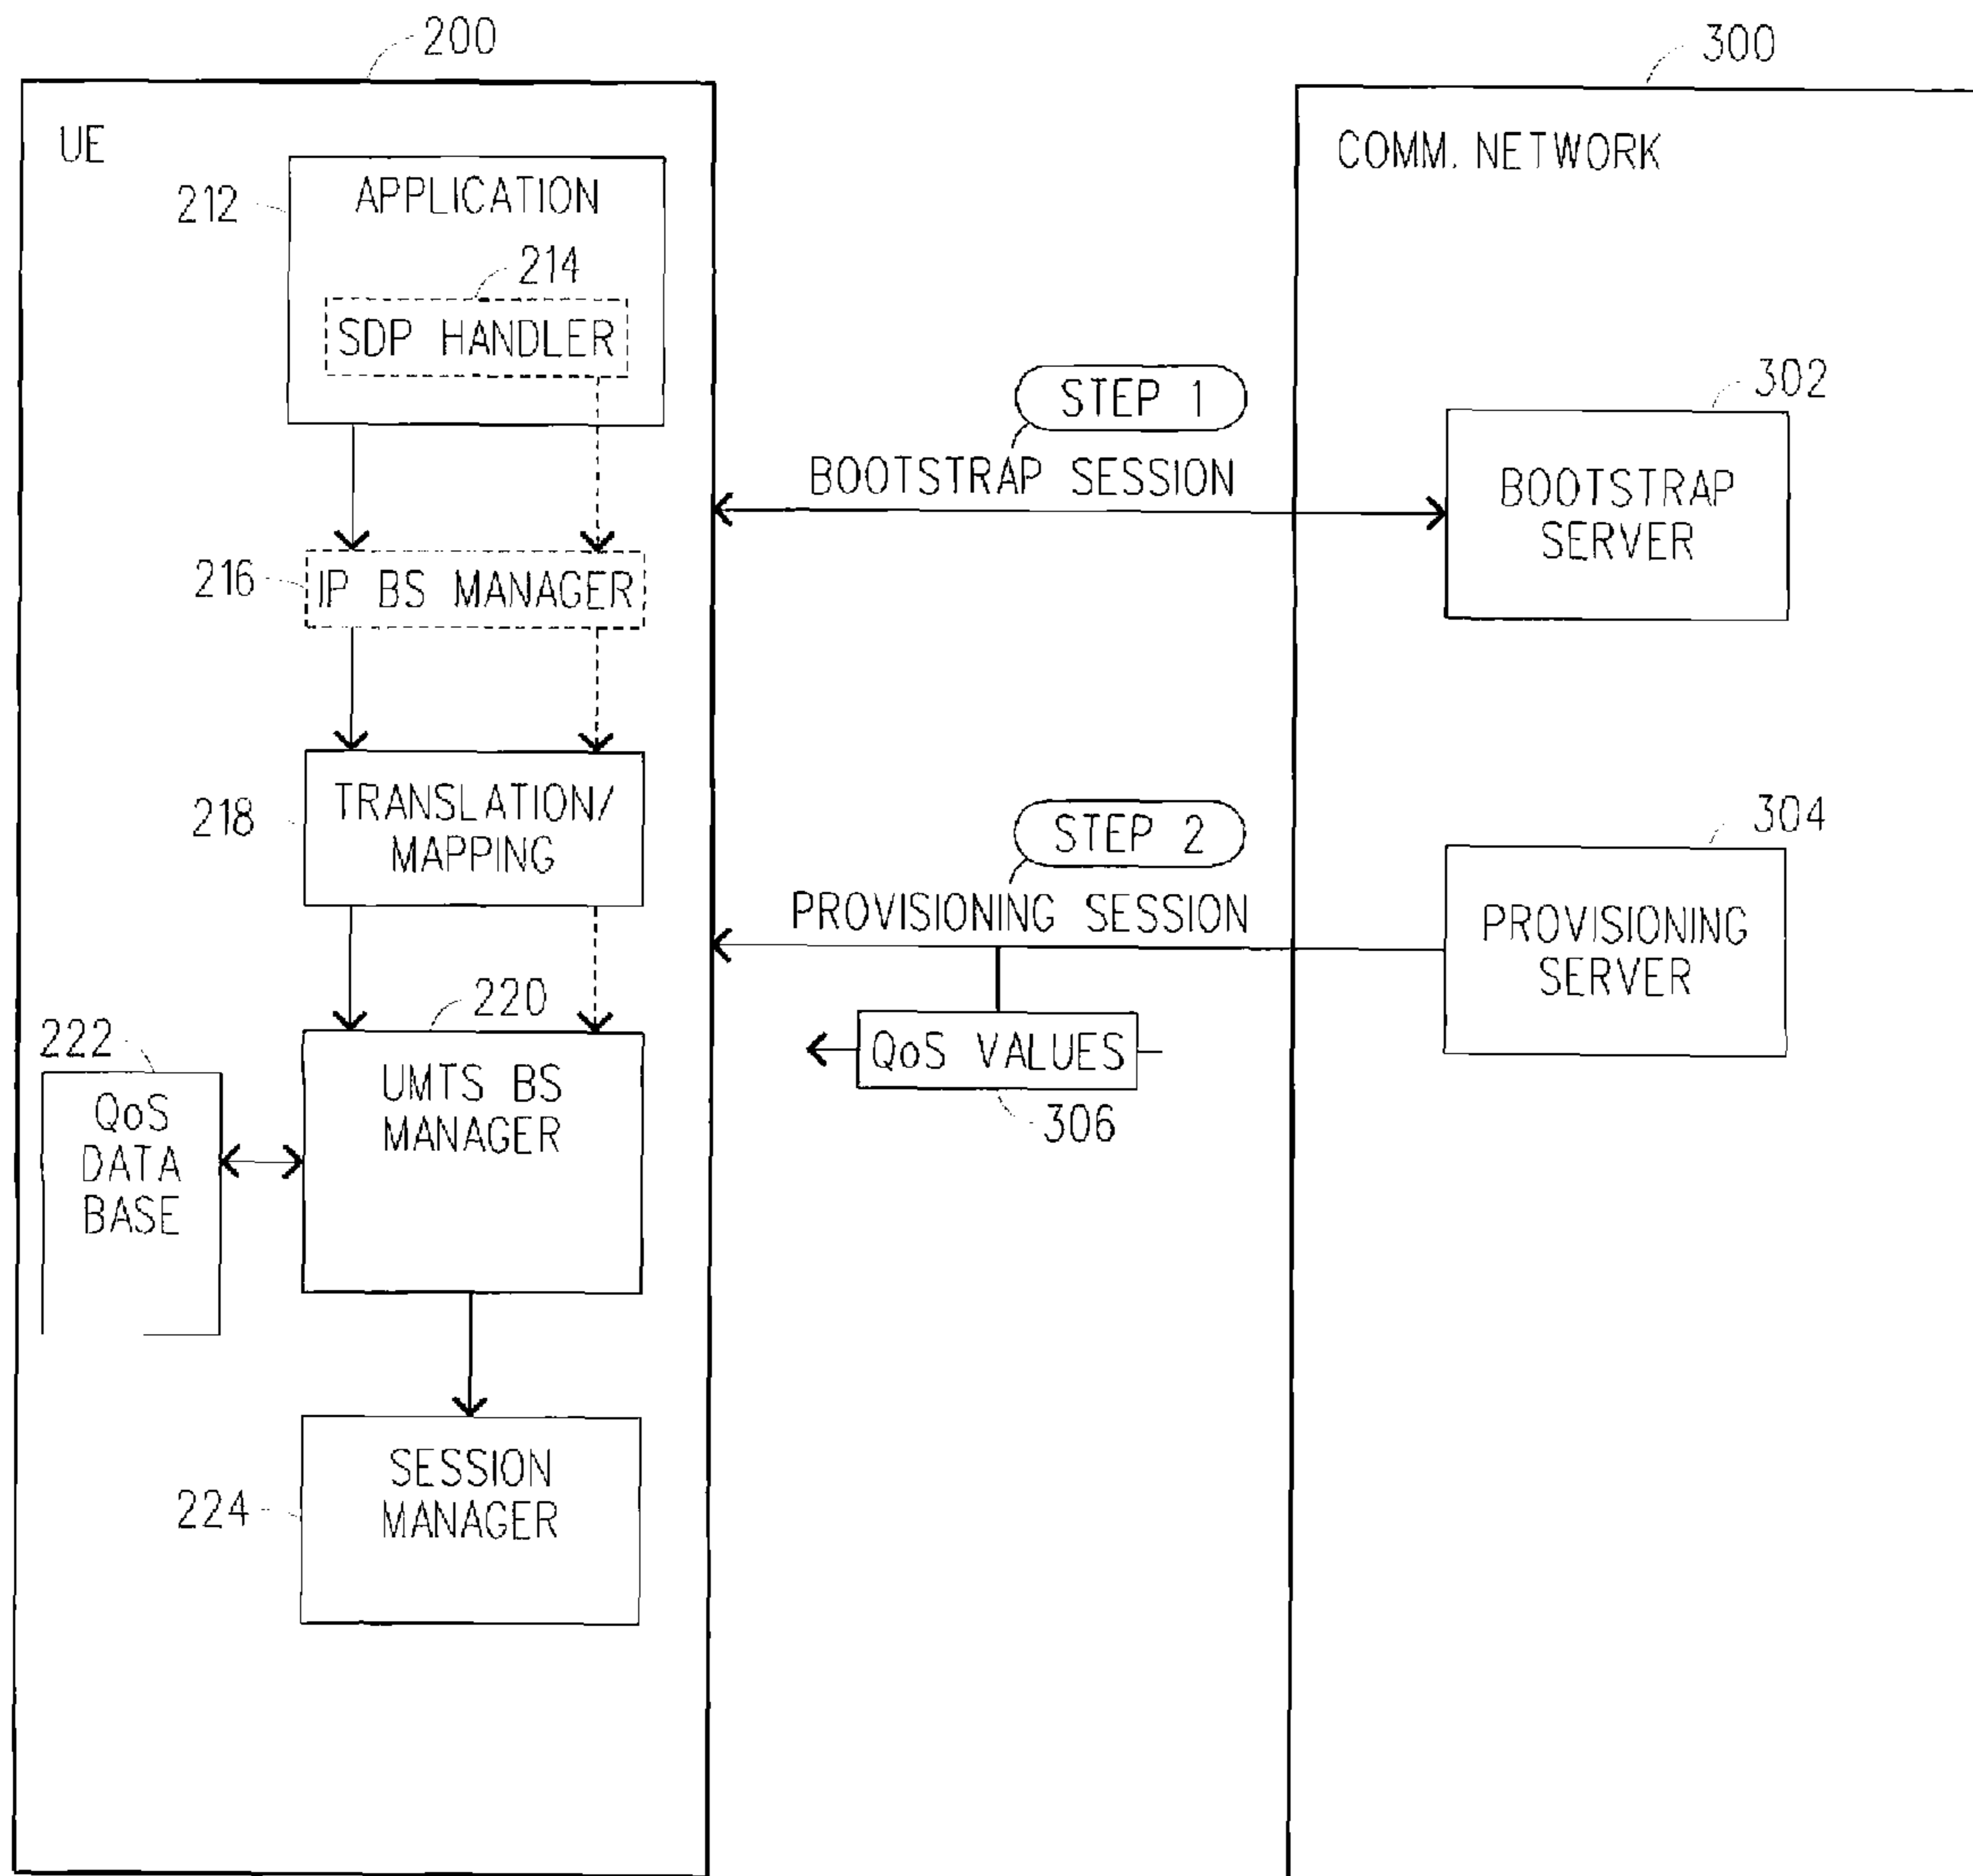 200
300
UE
COMM. NETWORK
212
APPLICATION
214
SDP HANDLER
STEP 1
BOOTSTRAP SESSION
302
BOOTSTRAP
SERVER
216
IP BS MANAGER
218
TRANSLATION/
MAPPING
STEP 2
PROVISIONING SESSION
304
PROVISIONING
SERVER
220
222
QoS
DATA
BASE
UMTS BS
MANAGER
QoS VALUES
306
224
SESSION
MANAGER